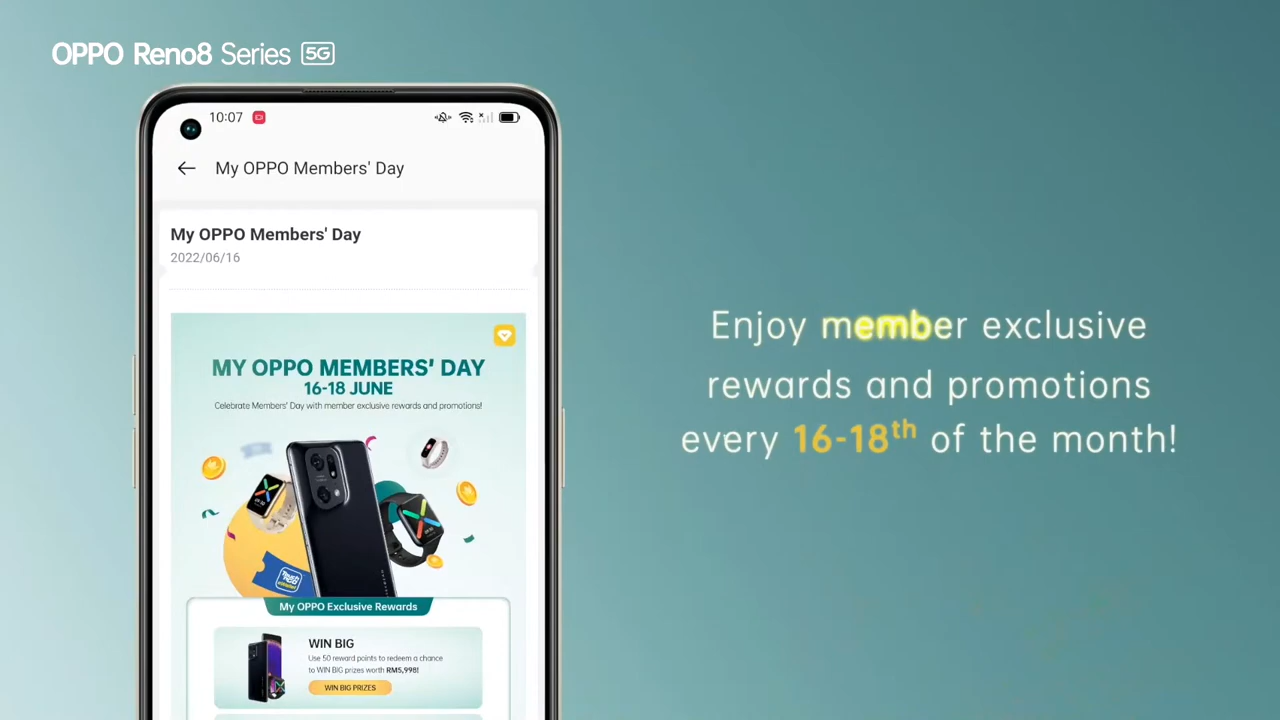 OPPO Reno8 Series 5G
10:07
My OPPO Members' Day
My OPPO Members' Day
2022/06/16
MY OPPO MEMBERS' DAY
16-18 JUNE
Celebrate Members' Day with member exclusive rewards and promotions!
My OPPO Exclusive Rewards
WIN BIG
Use 50 reward points to redeem a chance
to WIN BIG prizes worth RM5,998!
WIN BIG PRIZES
Enjoy member exclusive
rewards and promotions
every 16-18th of the month!